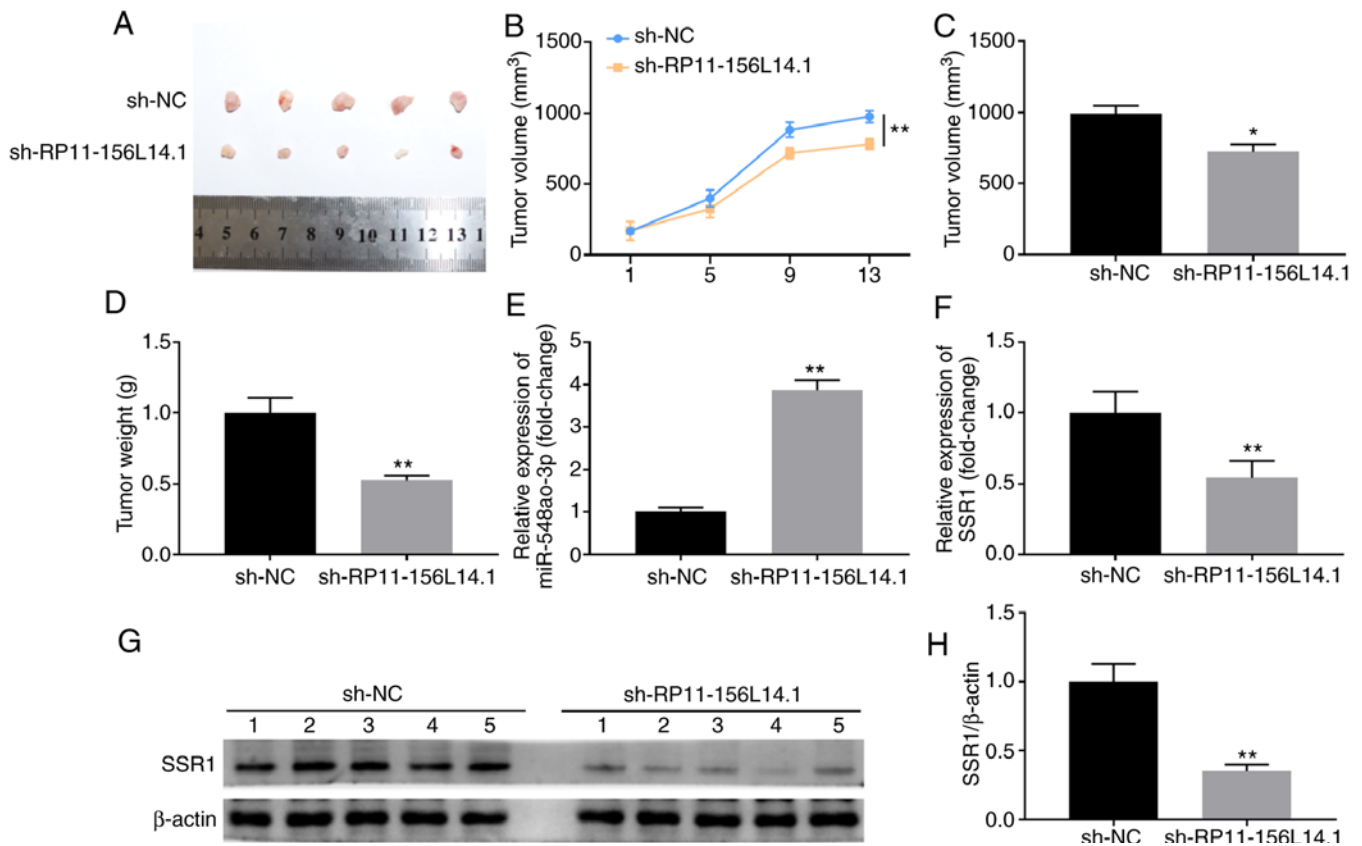 A
sh-NC
sh-RP11-156L14.1
4 5 6 7 8 9 10 11 12 13 1
B
sh-NC
sh-RP11-156L14.1
Tumor volume (mm³)
1500
1000
500
0
**
1 5 9 13
C
Tumor volume (mm³)
1500
1000
500
0
*
sh-NC sh-RP11-156L14.1
D
Tumor weight (g)
1.5
1.0
0.5
0.0
**
sh-NC sh-RP11-156L14.1
E
Relative expression of
miR-548ao-3p (fold-change)
5
4
3
2
1
0
**
sh-NC sh-RP11-156L14.1
F
Relative expression of
SSR1 (fold-change)
1.5
1.0
0.5
0.0
**
sh-NC sh-RP11-156L14.1
G
sh-NC sh-RP11-156L14.1
1 2 3 4 5 1 2 3 4 5
SSR1
β-actin
H
SSR1/β-actin
1.5
1.0
0.5
0.0
**
sh-NC sh-RP11-156L14.1